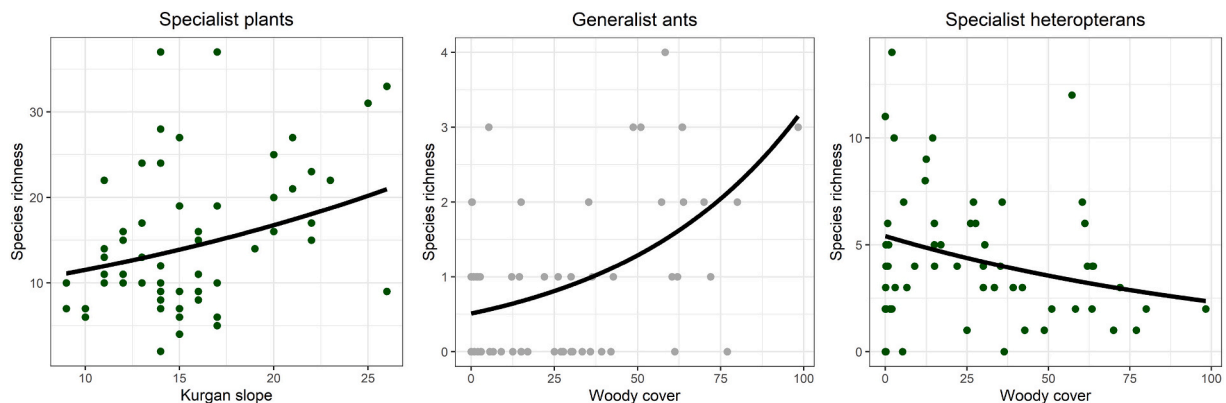 Specialist plants
Species richness
30
20
10
10
15
20
25
Kurgan slope
Generalist ants
Species richness
4
3
2
1
0
0
25
50
75
100
Woody cover
Specialist heteropterans
Species richness
10
5
0
0
25
50
75
100
Woody cover